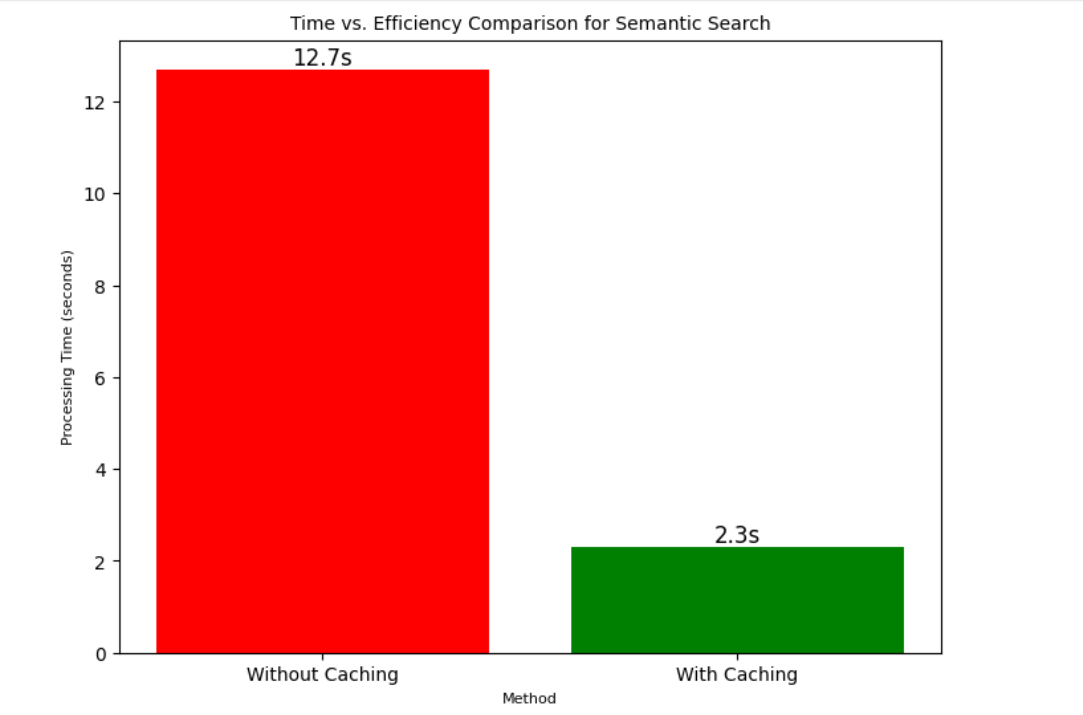 Time vs. Efficiency Comparison for Semantic Search
12.7s
12
10
8
6
4
2
0
Processing Time (seconds)
2.3s
Without Caching
With Caching
Method